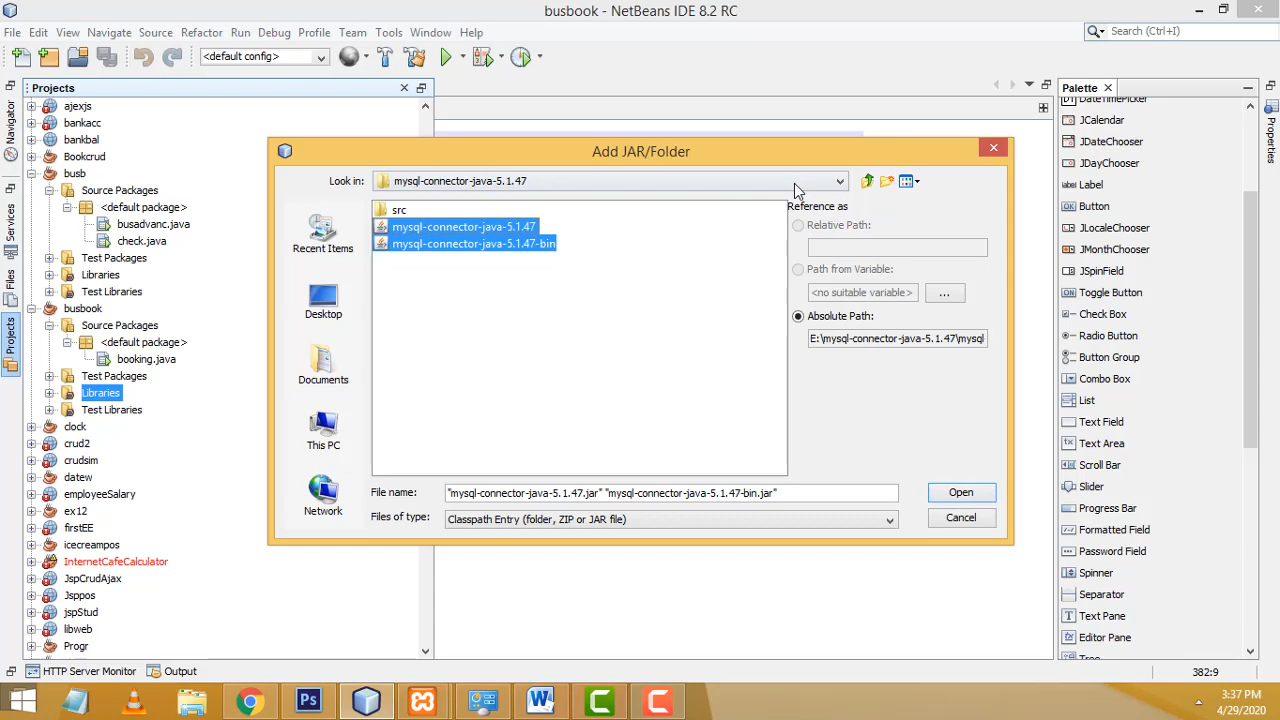 busbook - NetBeans IDE 8.2 RC
File Edit View Navigate Source Refactor Run Debug Profile Team Tools Window Help
Search (Ctrl+I)
<default config>
Projects
Palette
Navigator
Services
Files
Projects
Properties
ajexjs
bankacc
bankbal
Bookcrud
busb
Source Packages
<default package>
busadvanc.java
check.java
Test Packages
Libraries
Test Libraries
busbook
Source Packages
<default package>
booking.java
Test Packages
Libraries
Test Libraries
clock
crud2
crudsim
datew
employeeSalary
ex12
firstEE
icecreampos
InternetCafeCalculator
JspCrudAjax
Jsppos
jspStud
libweb
Progr
Add JAR/Folder
Look in:
mysql-connector-java-5.1.47
Recent Items
Desktop
Documents
This PC
Network
src
mysql-connector-java-5.1.47
mysql-connector-java-5.1.47-bin
Reference as
Relative Path:
Path from Variable:
<no suitable variable>
...
Absolute Path:
E:\mysql-connector-java-5.1.47\mysql
File name:
"mysql-connector-java-5.1.47.jar" "mysql-connector-java-5.1.47-bin.jar"
Open
Files of type:
Classpath Entry (folder, ZIP or JAR file)
Cancel
DateTimePicker
JCalendar
JDateChooser
JDayChooser
Label
Button
JLocaleChooser
JMonthChooser
JSpinField
Toggle Button
Check Box
Radio Button
Button Group
Combo Box
List
Text Field
Text Area
Scroll Bar
Slider
Progress Bar
Formatted Field
Password Field
Spinner
Separator
Text Pane
Editor Pane
HTTP Server Monitor
Output
382:9
Ps
3:37 PM
4/29/2020